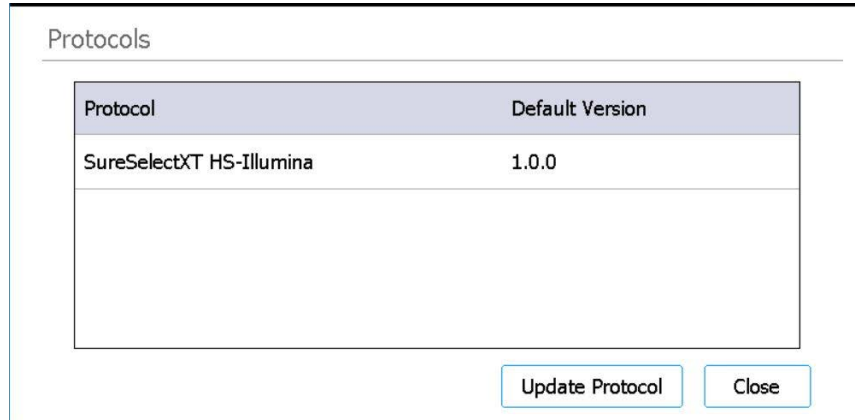 Protocols
Protocol Default Version
SureSelectXT HS-Illumina 1.0.0
Update Protocol Close